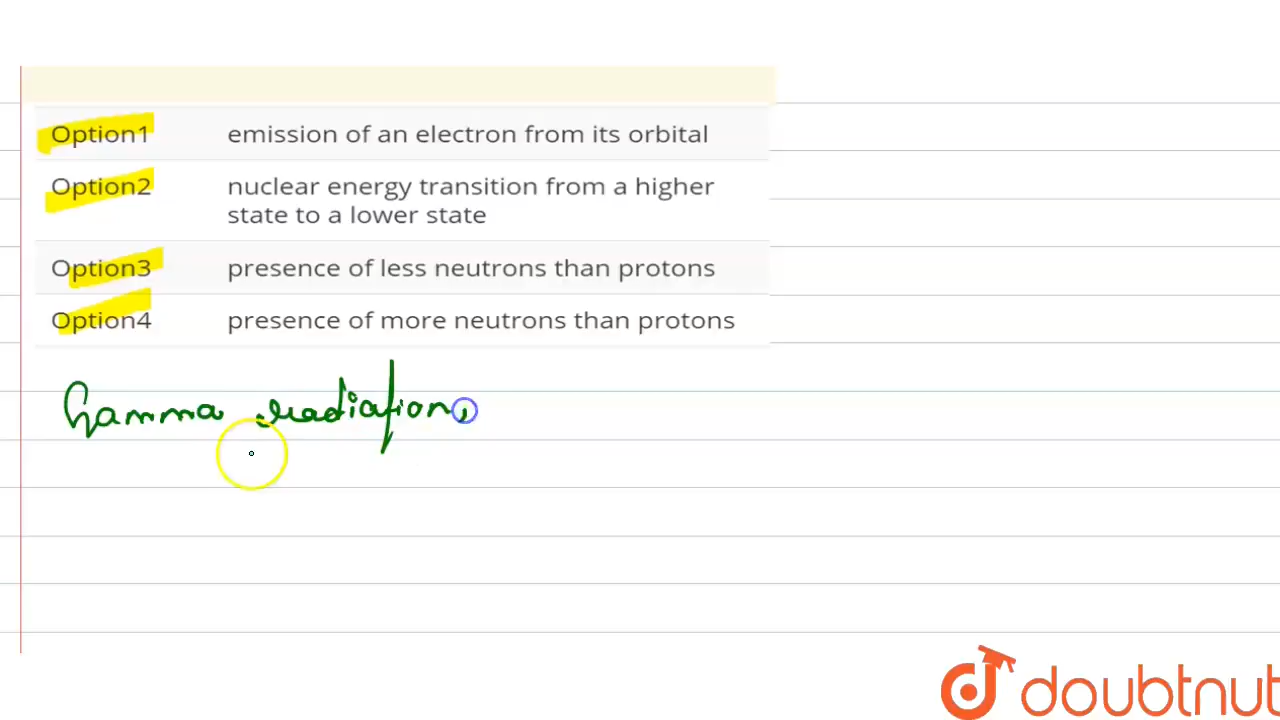 Option1 emission of an electron from its orbital
Option2 nuclear energy transition from a higher
state to a lower state
Option3 presence of less neutrons than protons
Option4 presence of more neutrons than protons
Gamma radiation,
doubtnut